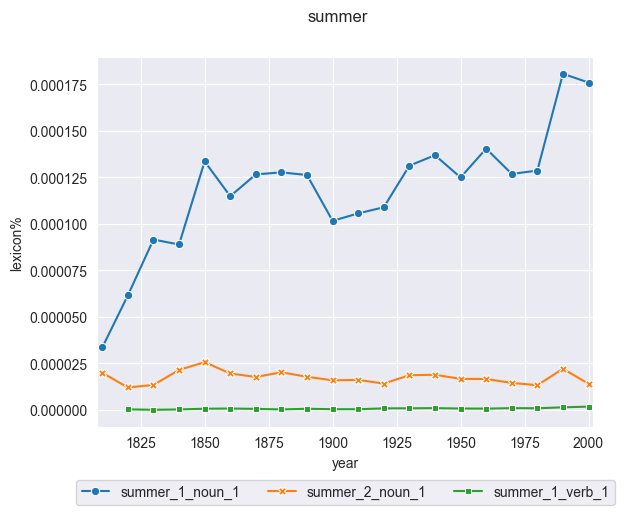 summer
0.000175
0.000150
0.000125
0.000100
0.000075
0.000050
0.000025
0.000000
lexicon%
1825 1850 1875 1900 1925 1950 1975 2000
year
summer_1_noun_1 summer_2_noun_1 summer_1_verb_1